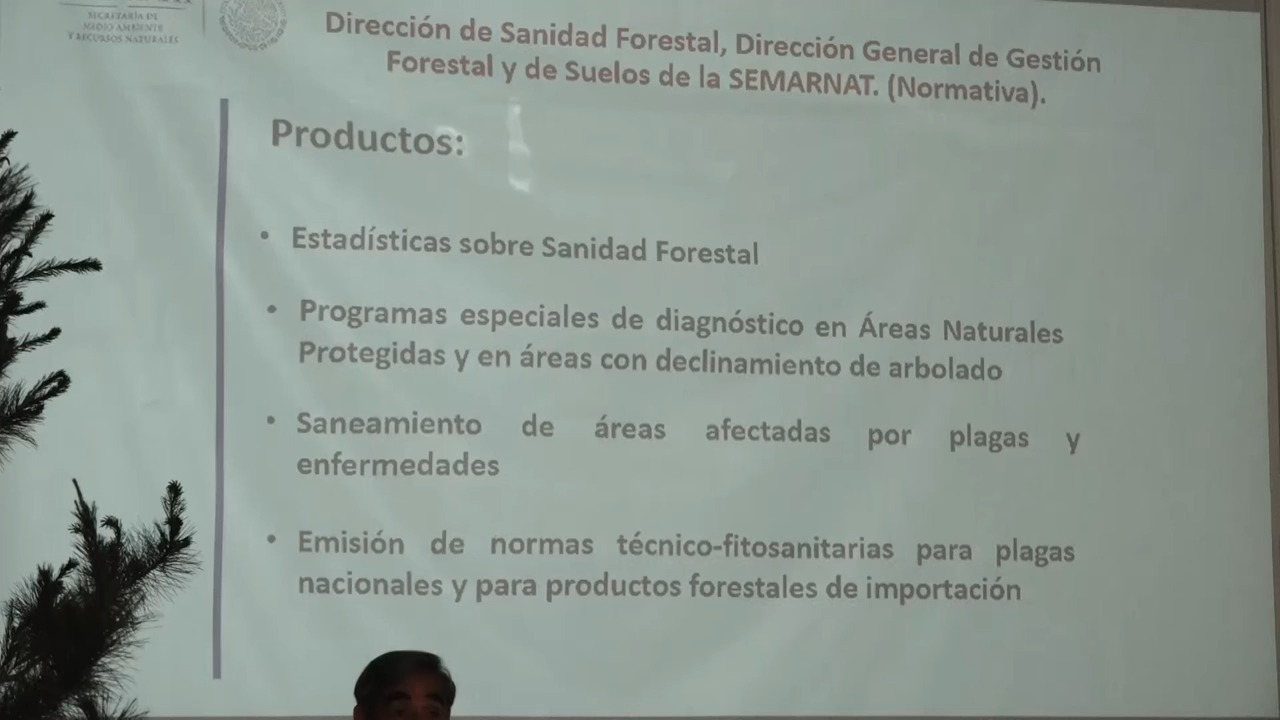 SECRETARÍA DE
MEDIO AMBIENTE
Y RECURSOS NATURALES
Dirección de Sanidad Forestal, Dirección General de Gestión
Forestal y de Suelos de la SEMARNAT. (Normativa).
Productos:
• Estadísticas sobre Sanidad Forestal
• Programas especiales de diagnóstico en Áreas Naturales
Protegidas y en áreas con declinamiento de arbolado
• Saneamiento de áreas afectadas por plagas y
enfermedades
• Emisión de normas técnico-fitosanitarias para plagas
nacionales y para productos forestales de importación